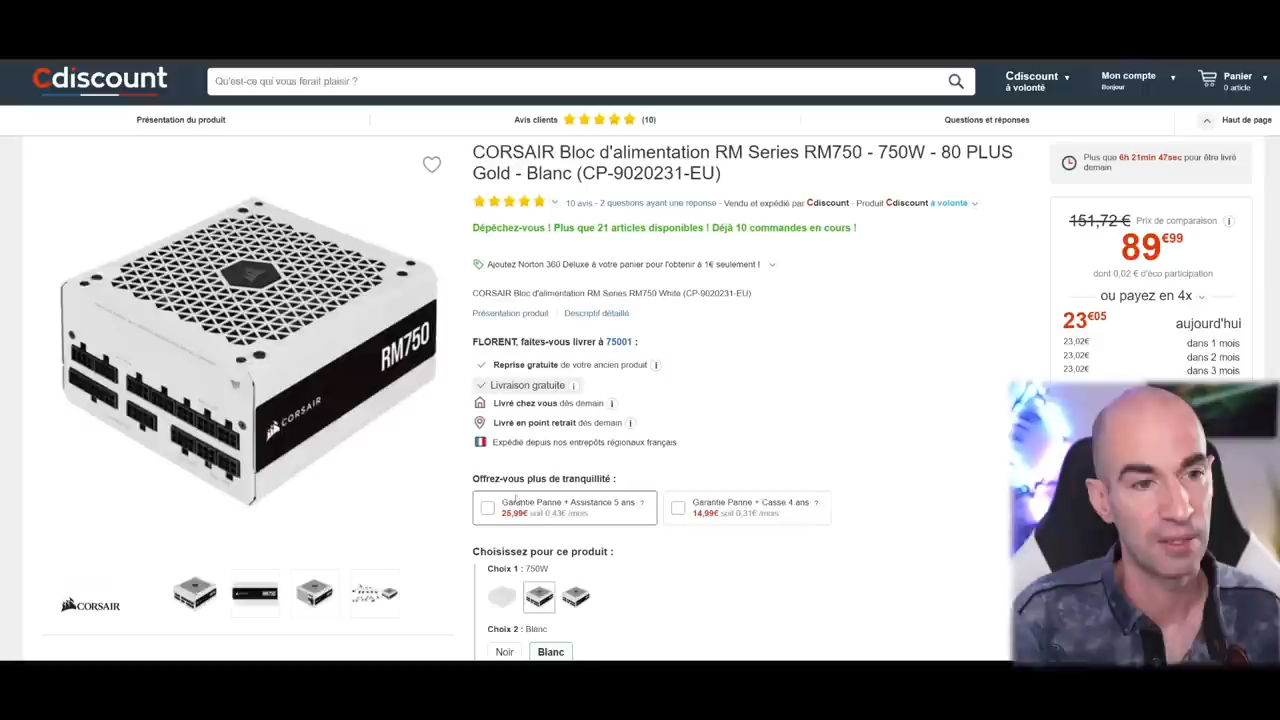 Cdiscount
Qu'est-ce qui vous ferait plaisir ?
Cdiscount
à volonté
Mon compte
Bonjour
Panier
0 article
Présentation du produit
Avis clients
(10)
Questions et réponses
Haut de page
CORSAIR Bloc d'alimentation RM Series RM750 - 750W - 80 PLUS
Gold - Blanc (CP-9020231-EU)
10 avis - 2 questions ayant une réponse - Vendu et expédié par Cdiscount - Produit Cdiscount à volonté
Dépêchez-vous ! Plus que 21 articles disponibles ! Déjà 10 commandes en cours !
Ajoutez Norton 360 Deluxe à votre panier pour l'obtenir à 1€ seulement !
CORSAIR Bloc d'alimentation RM Series RM750 White (CP-9020231-EU)
Présentation produit
Descriptif détaillé
FLORENT, faites-vous livrer à 75001 :
Reprise gratuite de votre ancien produit
Livraison gratuite
Livré chez vous dès demain
Livré en point retrait dès demain
Expédié depuis nos entrepôts régionaux français
Offrez-vous plus de tranquillité :
Garantie Panne + Assistance 5 ans ?
25,99€ soit 0,43€ /mois
Garantie Panne + Casse 4 ans ?
14,99€ soit 0,31€ /mois
Choisissez pour ce produit :
Choix 1 : 750W
Choix 2 : Blanc
Noir
Blanc
Plus que 6h 21min 47sec pour être livré
demain
151,72 € Prix de comparaison
89€99
dont 0,02 € d'éco participation
ou payez en 4x
23€05
aujourd'hui
23,02€
dans 1 mois
23,02€
dans 2 mois
23,02€
dans 3 mois
RM750
CORSAIR
CORSAIR
RM750